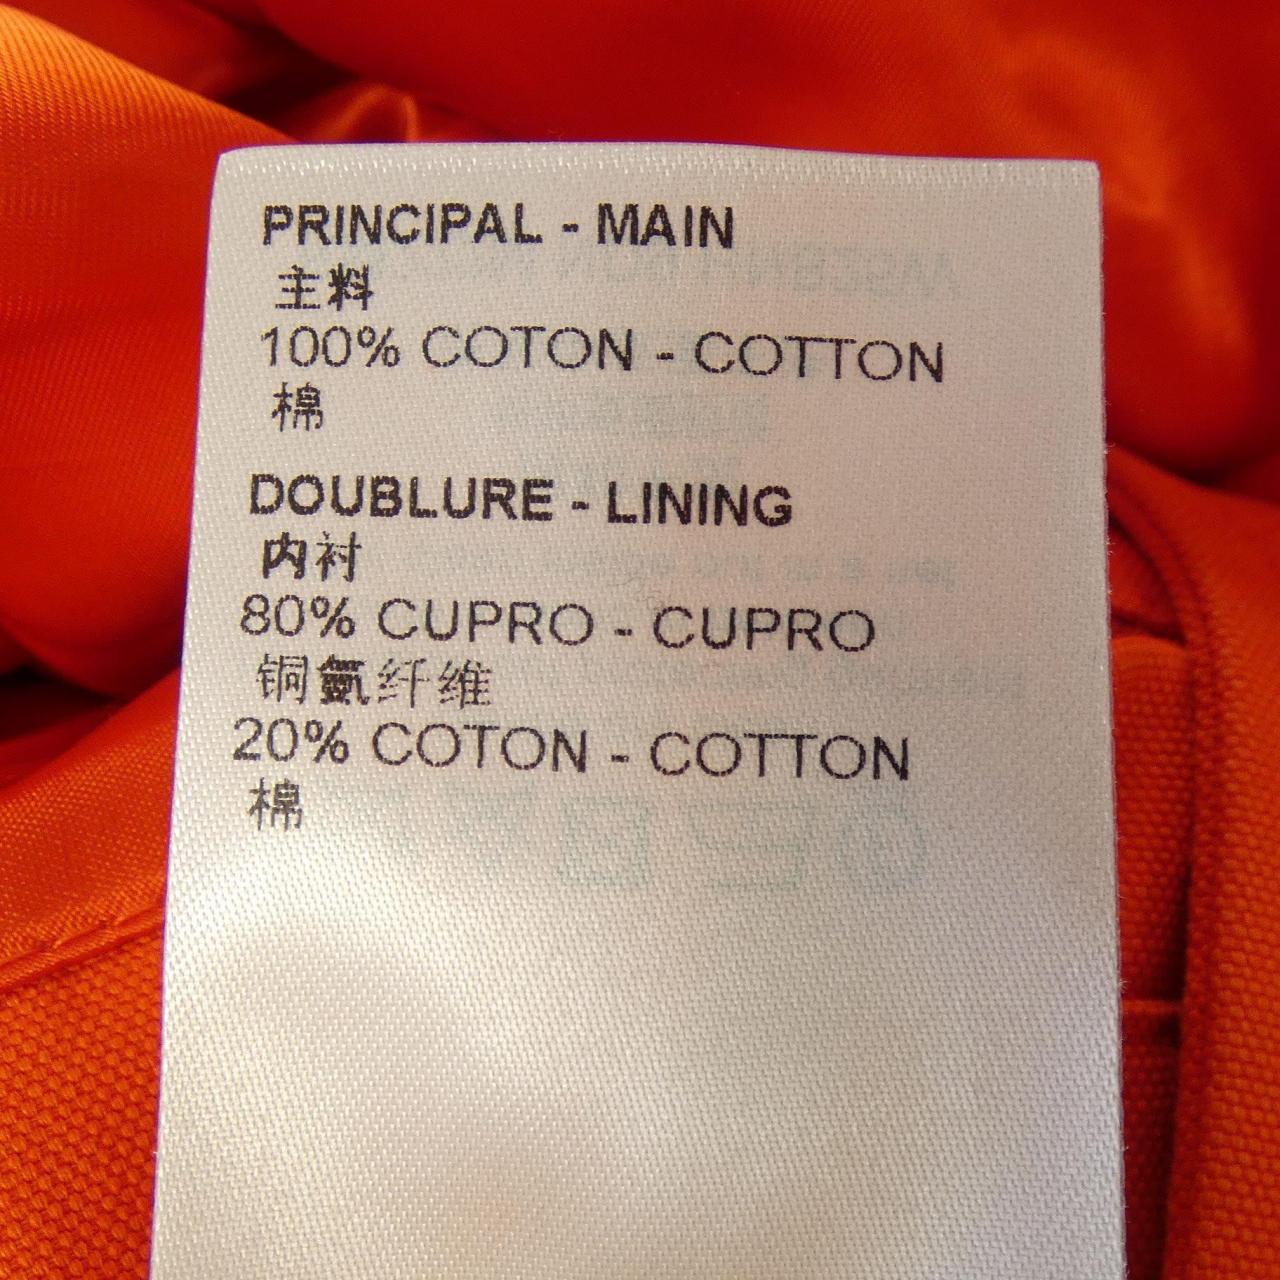 PRINCIPAL - MAIN
主料
100% COTON - COTTON
棉
DOUBLURE - LINING
内衬
80% CUPRO - CUPRO
铜氨纤维
20% COTON - COTTON
棉